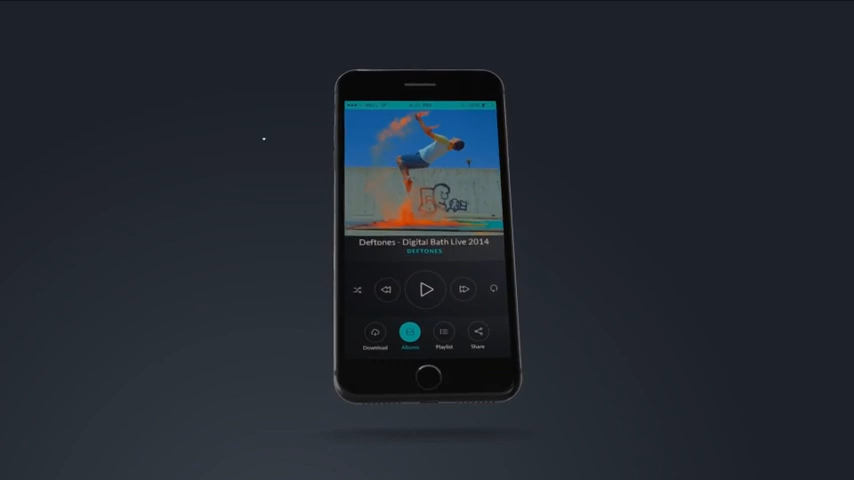 Deftones - Digital Bath Live 2014
DEFTONES
Download Albums Playlist Share